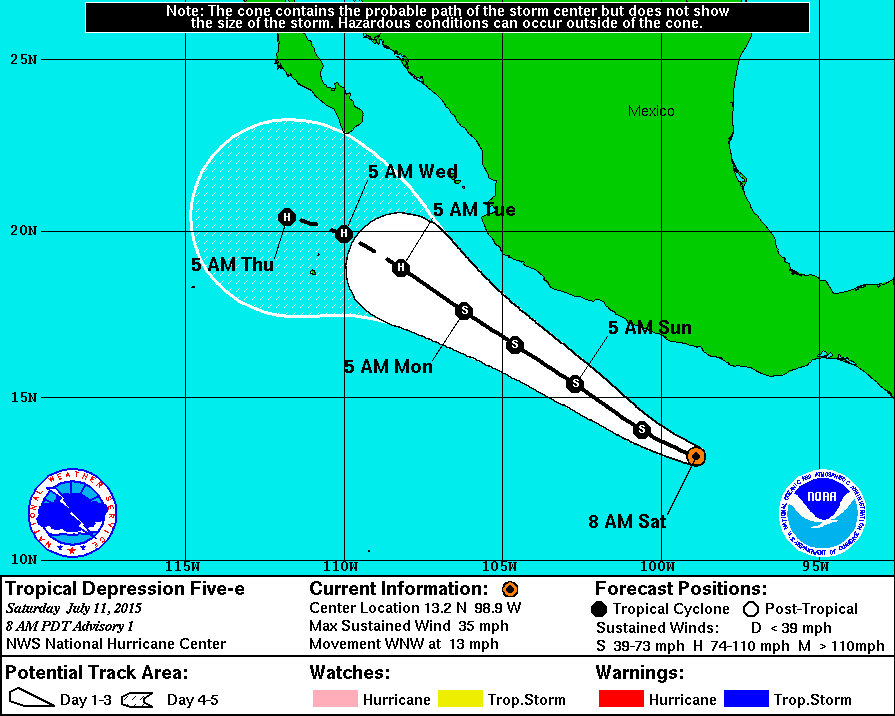 Note: The cone contains the probable path of the storm center but does not show
the size of the storm. Hazardous conditions can occur outside of the cone.
25N
Mexico
5 AM Wed
5 AM Tue
20N
5 AM Thu
H
H
H
S
S
S
S
5 AM Sun
5 AM Mon
15N
8 AM Sat
NATIONAL WEATHER SERVICE
NOAA
NATIONAL OCEANIC AND ATMOSPHERIC ADMINISTRATION
U.S. DEPARTMENT OF COMMERCE
10N
115W 110W 105W 100W 95W
Tropical Depression Five-e
Saturday July 11, 2015
8 AM PDT Advisory 1
NWS National Hurricane Center
Current Information:
Center Location 13.2 N 98.9 W
Max Sustained Wind 35 mph
Movement WNW at 13 mph
Forecast Positions:
Tropical Cyclone Post-Tropical
Sustained Winds: D < 39 mph
S 39-73 mph H 74-110 mph M > 110mph
Potential Track Area:
Day 1-3 Day 4-5
Watches:
Hurricane Trop.Storm
Warnings:
Hurricane Trop.Storm